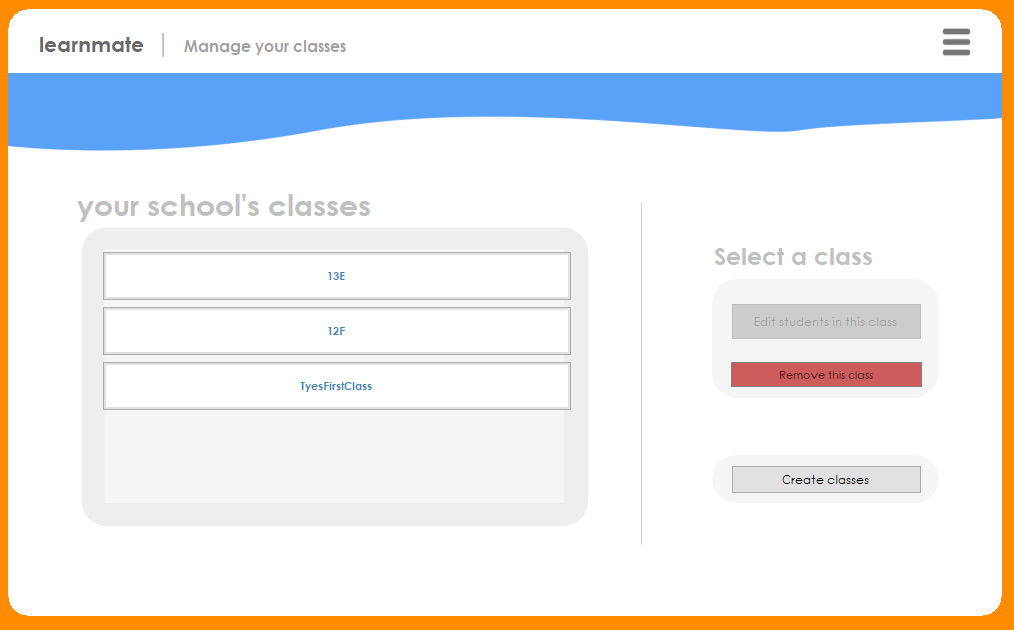 learnmate
Manage your classes
your school's classes
13E
12F
TyesFirstClass
Select a class
Edit students in this class
Remove this class
Create classes